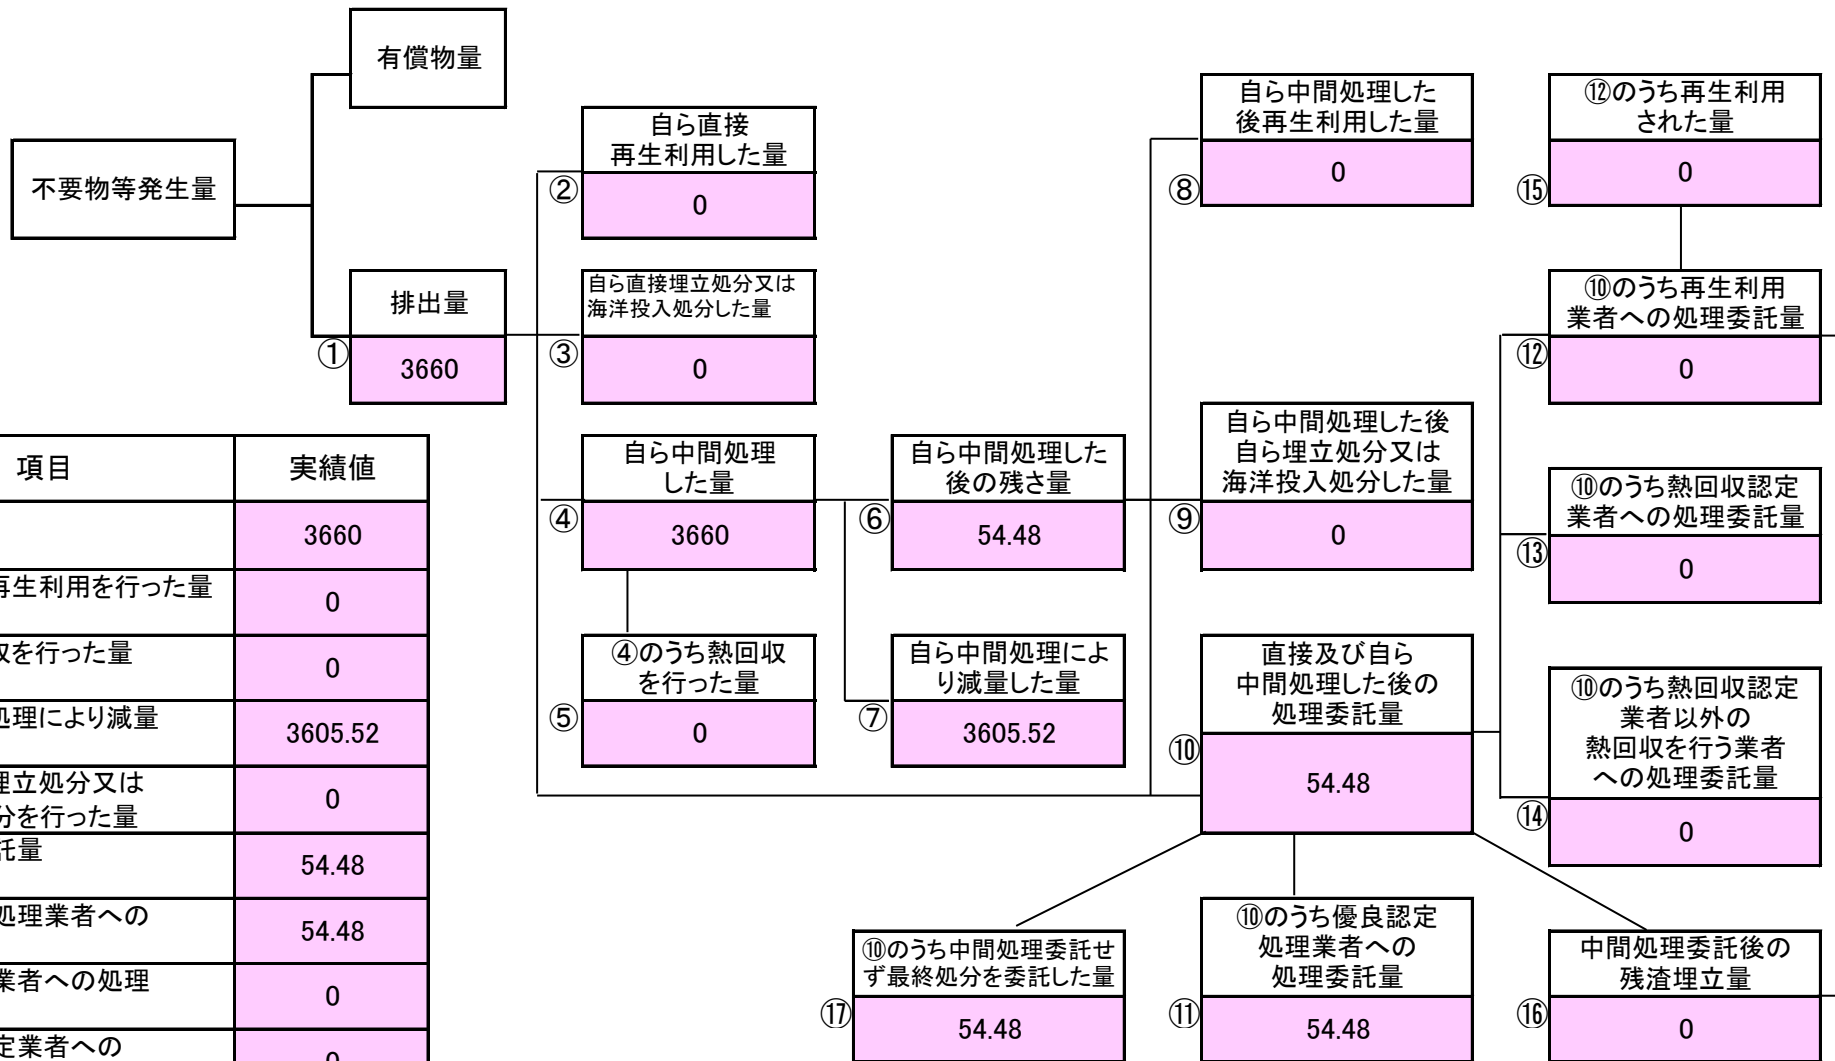 有償物量
不要物等発生量
排出量
①
3660
自ら直接
再生利用した量
②
0
自ら直接埋立処分又は
海洋投入処分した量
③
0
自ら中間処理
した量
④
3660
④のうち熱回収
を行った量
⑤
0
自ら中間処理した
後の残さ量
⑥
54.48
自ら中間処理によ
り減量した量
⑦
3605.52
自ら中間処理した
後再生利用した量
⑧
0
自ら中間処理した後
自ら埋立処分又は
海洋投入処分した量
⑨
0
直接及び自ら
中間処理した後の
処理委託量
⑩
54.48
⑫のうち再生利用
された量
⑮
0
⑩のうち再生利用
業者への処理委託量
⑫
0
⑩のうち熱回収認定
業者への処理委託量
⑬
0
⑩のうち熱回収認定
業者以外の
熱回収を行う業者
への処理委託量
⑭
0
⑩のうち中間処理委託せ
ず最終処分を委託した量
⑰
54.48
⑩のうち優良認定
処理業者への
処理委託量
⑪
54.48
中間処理委託後の
残渣埋立量
⑯
0
項目 実績値
3660
再生利用を行った量 0
を行った量 0
処理により減量 3605.52
埋立処分又は
分を行った量 0
託量 54.48
処理業者への 54.48
業者への処理 0
定業者への